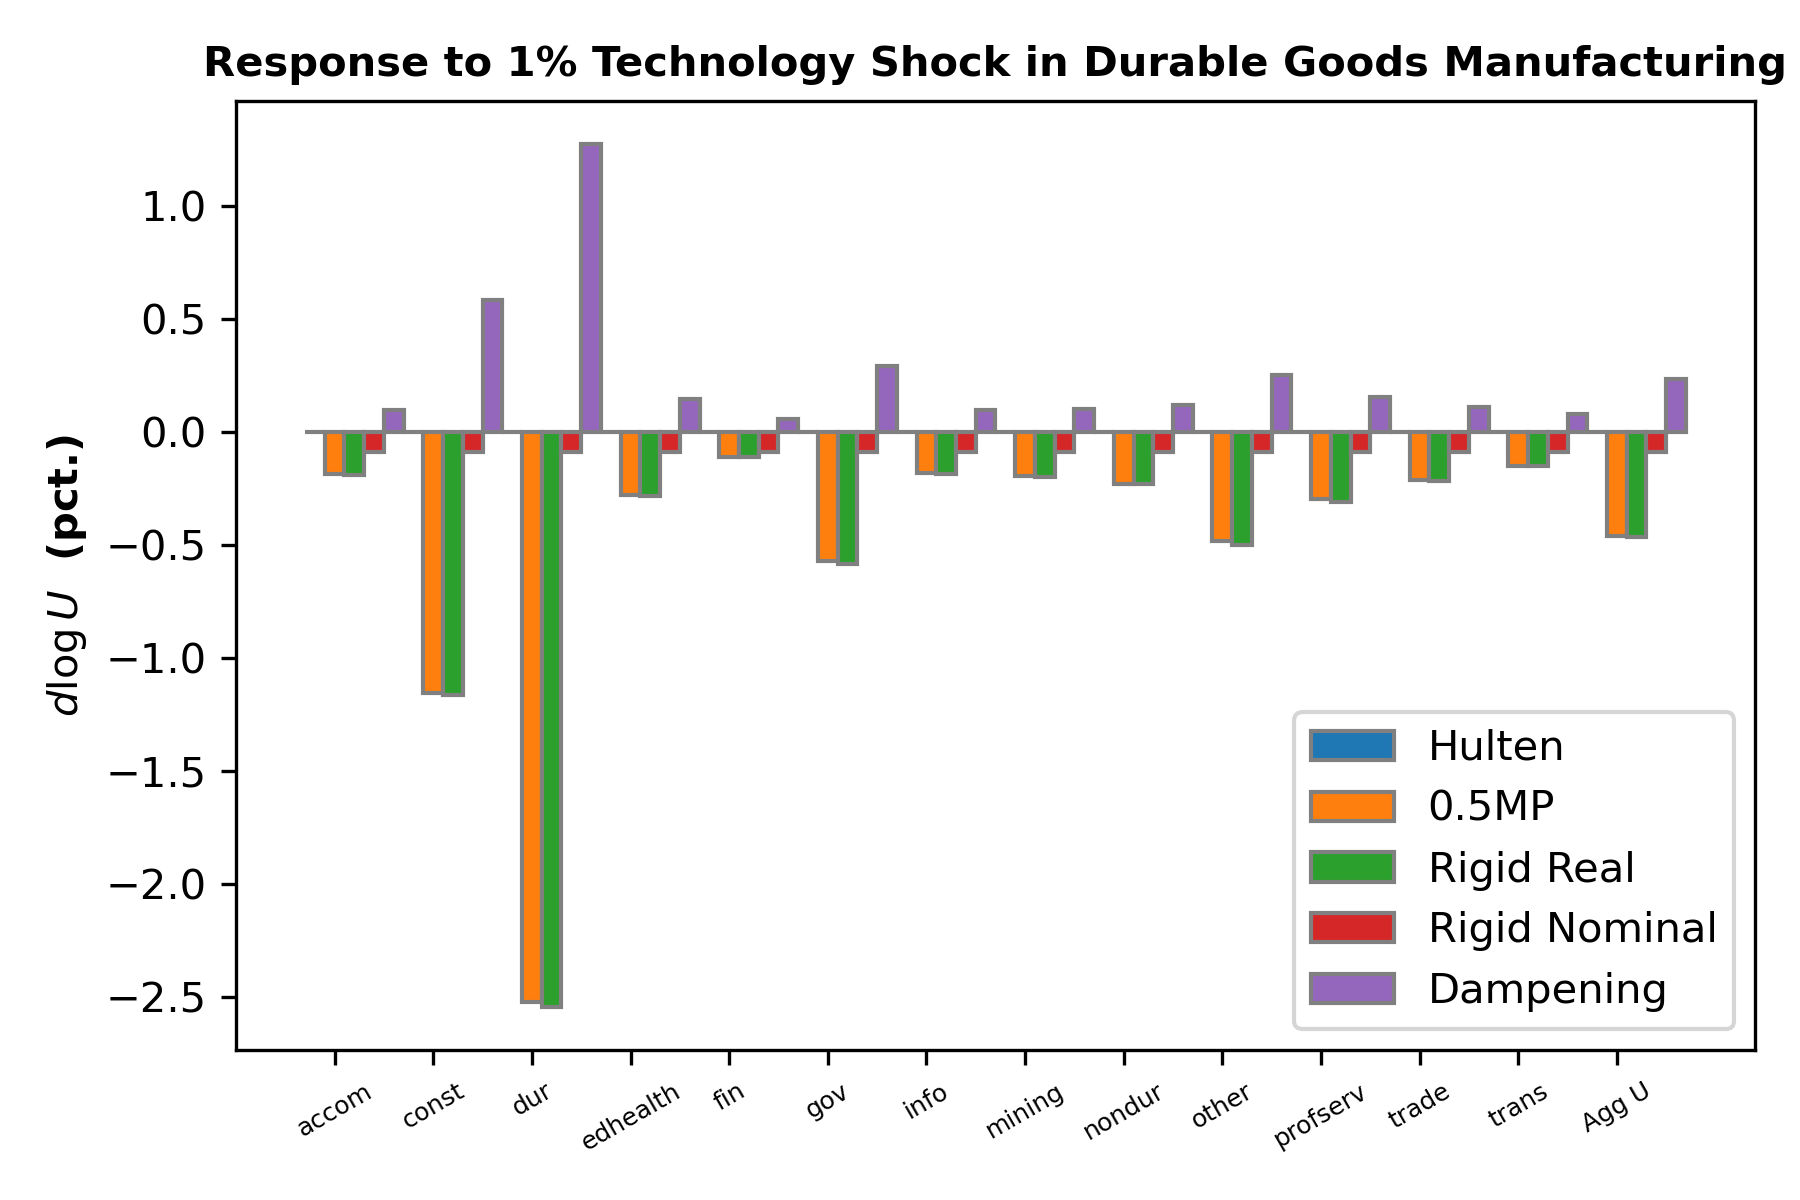 Response to 1% Technology Shock in Durable Goods Manufacturing
dlog U (pct.)
1.0
0.5
0.0
−0.5
−1.0
−1.5
−2.0
−2.5
accom
const
dur
edhealth
fin
gov
info
mining
nondur
other
profserv
trade
trans
Agg U
Hulten
0.5MP
Rigid Real
Rigid Nominal
Dampening